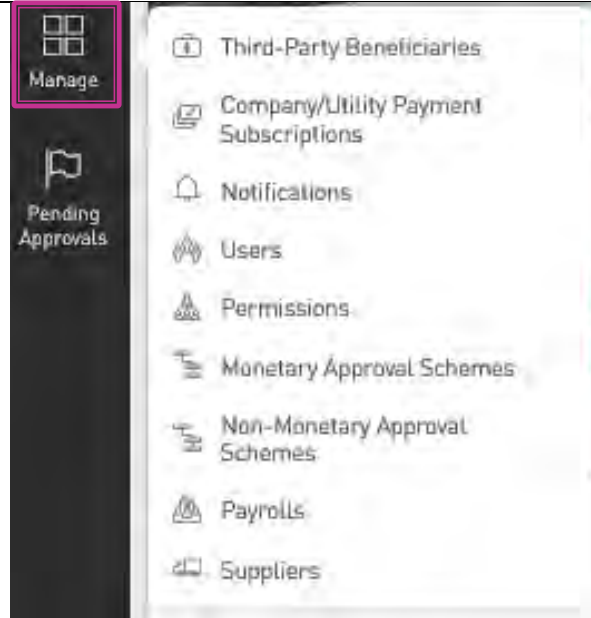 Manage
Pending
Approvals
Third-Party Beneficiaries
Company/Utility Payment
Subscriptions
Notifications
Users
Permissions
Monetary Approval Schemes
Non-Monetary Approval
Schemes
Payrolls
Suppliers